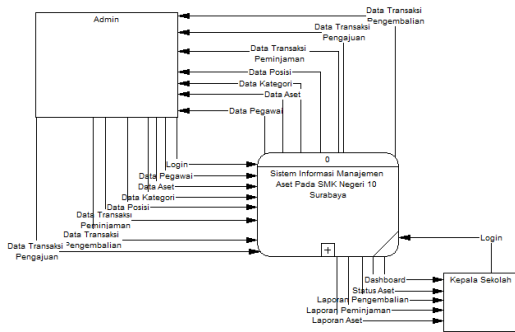 Data Transaksi
Pengembalian
Admin
Data Transaksi
Pengajuan
Data Transaksi
Peminjaman
Data Posisi
Data Kategori
Data Aset
Data Pegawai
0
Sistem Informasi Manajemen
Aset Pada SMK Negeri 10
Surabaya
+
Login
Data Pegawai
Data Aset
Data Kategori
Data Posisi
Data Transaksi
Peminjaman
Data Transaksi
Pengembalian
Data Transaksi
Pengajuan
Login
Dashboard
Status Aset
Laporan Pengembalian
Laporan Peminjaman
Laporan Aset
Kepala Sekolah